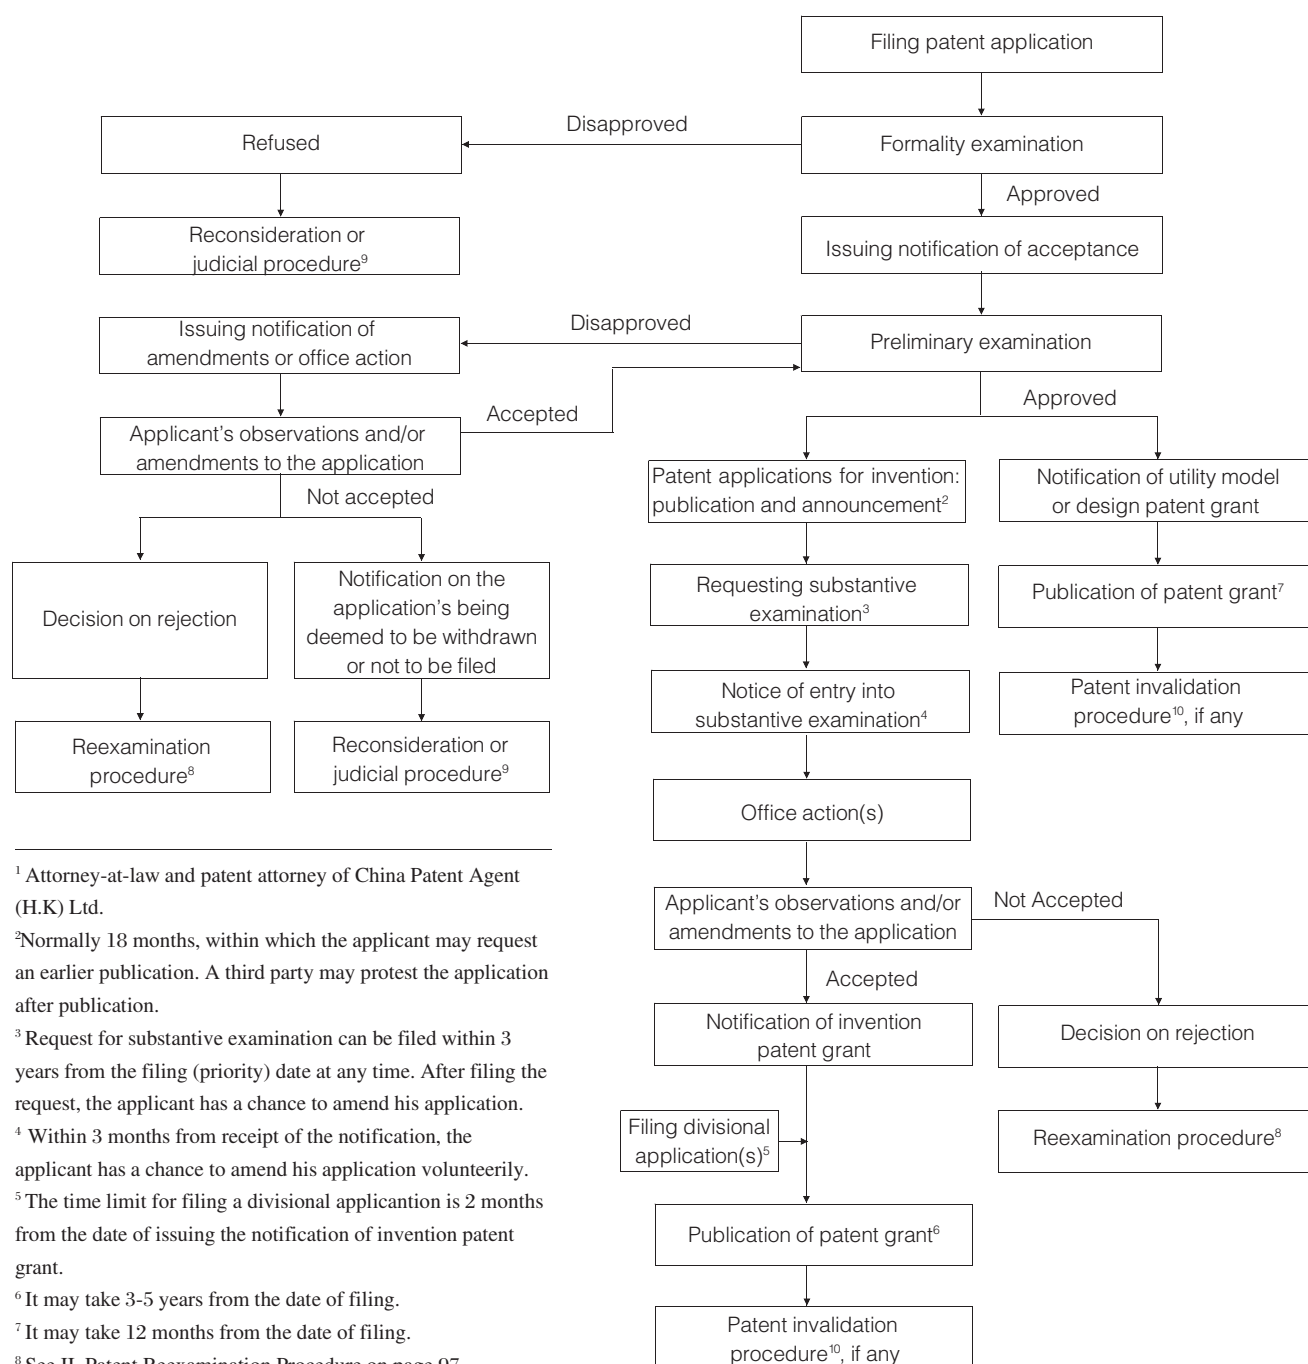 Filing patent application
Disapproved
Refused
Formality examination
Approved
Reconsideration or
judicial procedure⁹
Issuing notification of acceptance
Issuing notification of
amendments or office action
Disapproved
Preliminary examination
Approved
Accepted
Applicant's observations and/or
amendments to the application
Not accepted
Patent applications for invention:
publication and announcement²
Notification of utility model
or design patent grant
Decision on rejection
Notification on the
application's being
deemed to be withdrawn
or not to be filed
Requesting substantive
examination³
Publication of patent grant⁷
Notice of entry into
substantive examination⁴
Patent invalidation
procedure¹⁰, if any
Reexamination
procedure⁸
Reconsideration or
judicial procedure⁹
Office action(s)
Applicant's observations and/or
amendments to the application
Not Accepted
Accepted
Notification of invention
patent grant
Decision on rejection
Filing divisional
application(s)⁵
Reexamination procedure⁸
Publication of patent grant⁶
Patent invalidation
procedure¹⁰, if any
¹ Attorney-at-law and patent attorney of China Patent Agent
(H.K) Ltd.
²Normally 18 months, within which the applicant may request
an earlier publication. A third party may protest the application
after publication.
³ Request for substantive examination can be filed within 3
years from the filing (priority) date at any time. After filing the
request, the applicant has a chance to amend his application.
⁴ Within 3 months from receipt of the notification, the
applicant has a chance to amend his application volunteerily.
⁵ The time limit for filing a divisional applicantion is 2 months
from the date of issuing the notification of invention patent
grant.
⁶ It may take 3-5 years from the date of filing.
⁷ It may take 12 months from the date of filing.
⁸ See II. Patent Reexamination Procedure on page 97